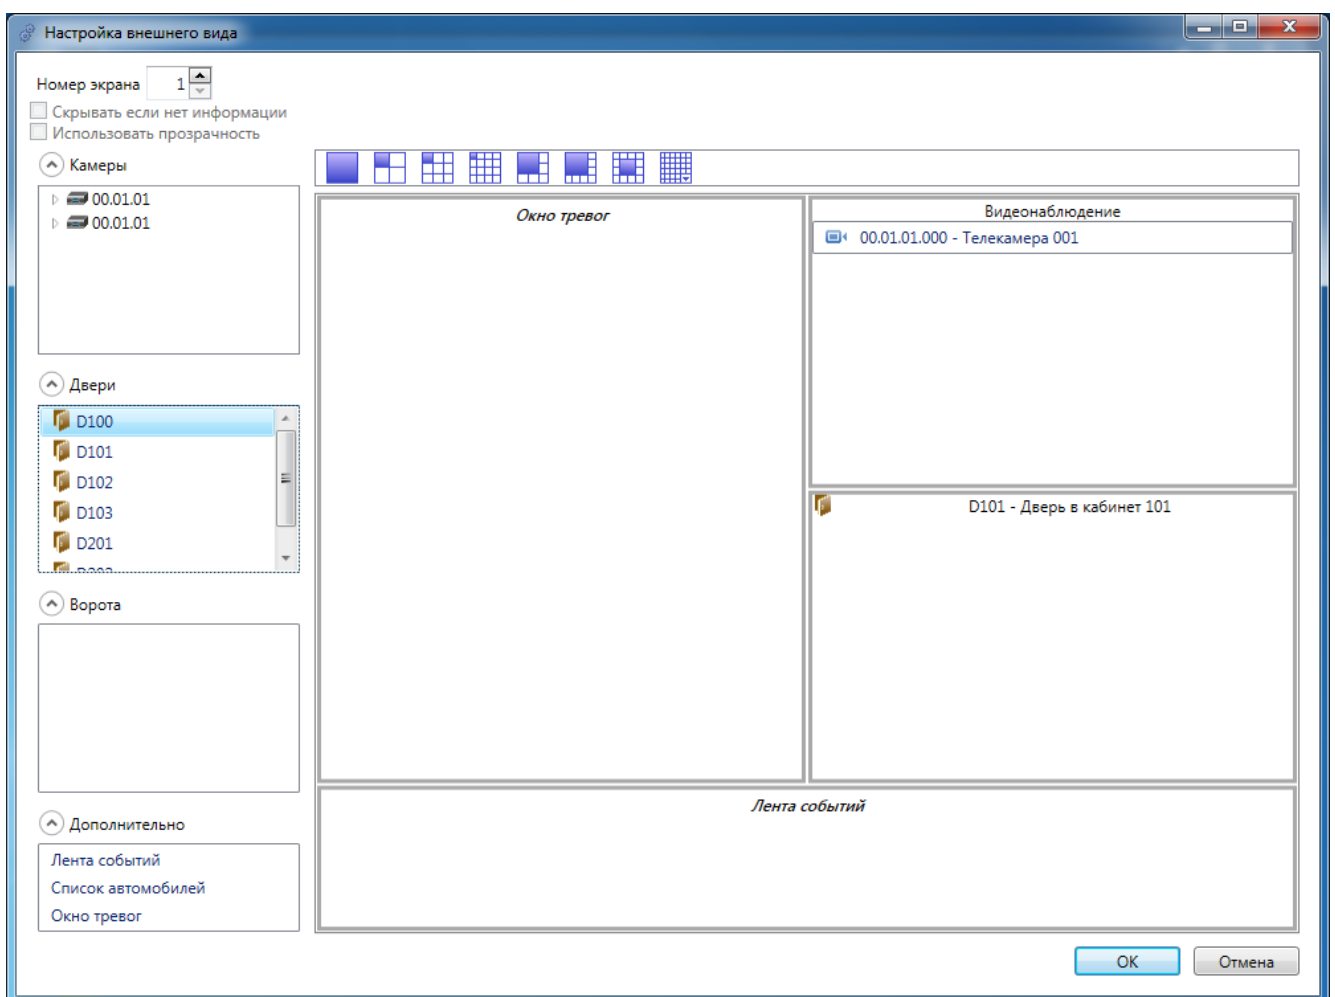 Настройка внешнего вида
Номер экрана 1
Скрывать если нет информации
Использовать прозрачность
Камеры
00.01.01
00.01.01
Двери
D100
D101
D102
D103
D201
Ворота
Дополнительно
Лента событий
Список автомобилей
Окно тревог
Окно тревог
Видеонаблюдение
00.01.01.000 - Телекамера 001
D101 - Дверь в кабинет 101
Лента событий
ОК
Отмена